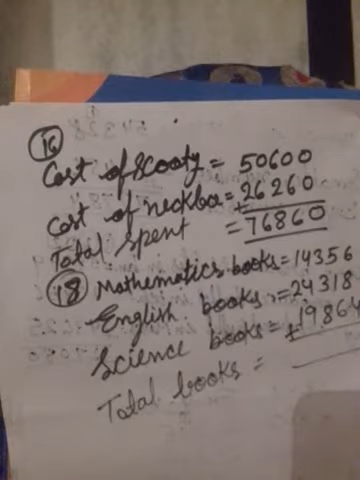 16
Cost of Scooty = 50600
Cost of neckba = + 26260
Total spent = 76860
18 Mathematics books = 14356
English books = 24318
Science books = + 19864
Total books =